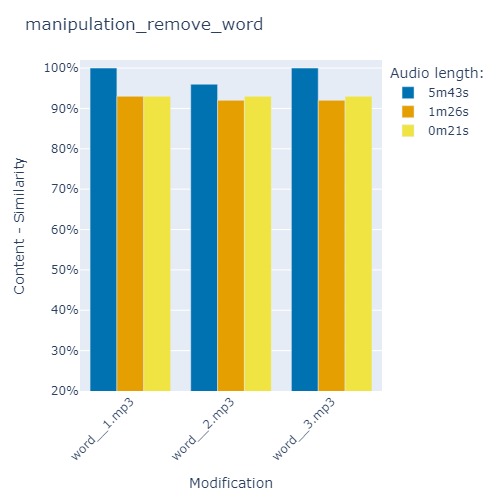 manipulation_remove_word
100%
90%
80%
70%
60%
50%
40%
30%
20%
Content - Similarity
word__1.mp3
word__2.mp3
word__3.mp3
Modification
Audio length:
5m43s
1m26s
0m21s